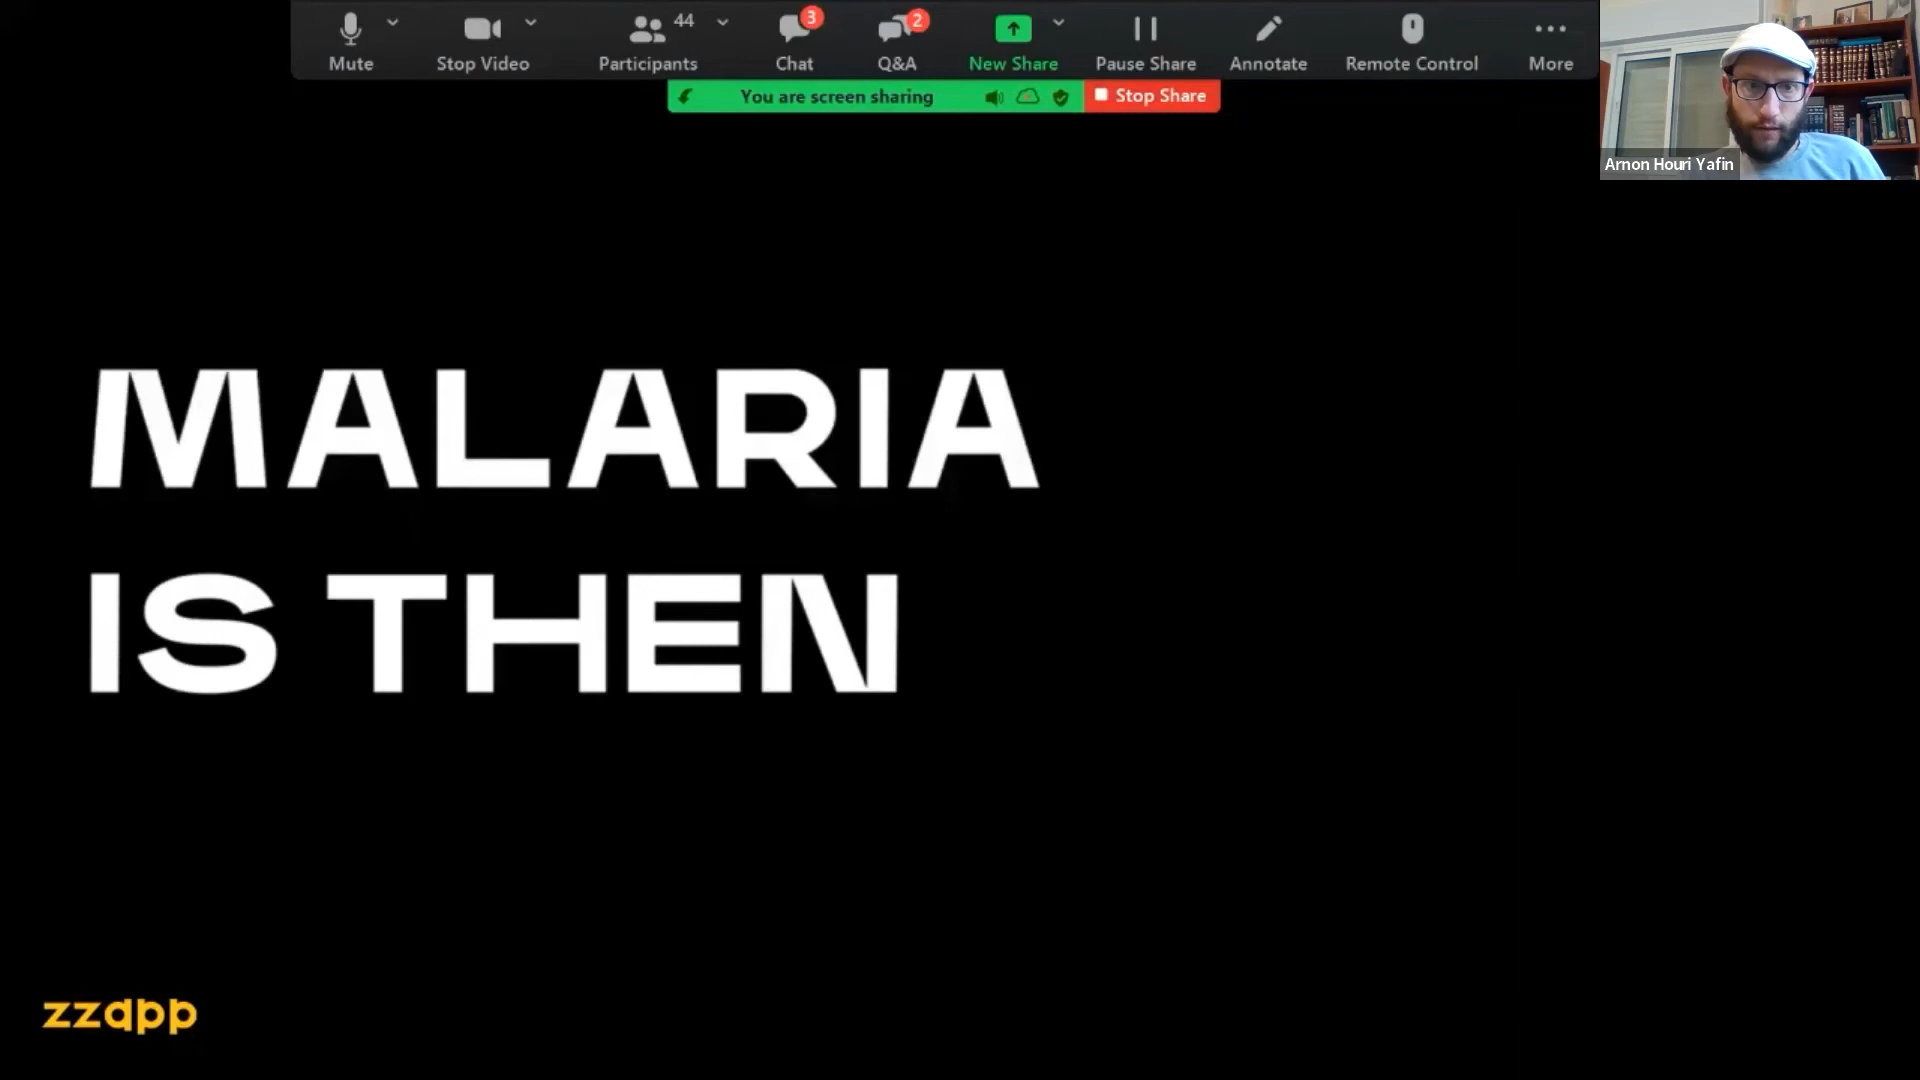 44
3
2
Mute
Stop Video
Participants
Chat
Q&A
New Share
Pause Share
Annotate
Remote Control
More
You are screen sharing
Stop Share
Arnon Houri Yafin
MALARIA
IS THEN
zzapp